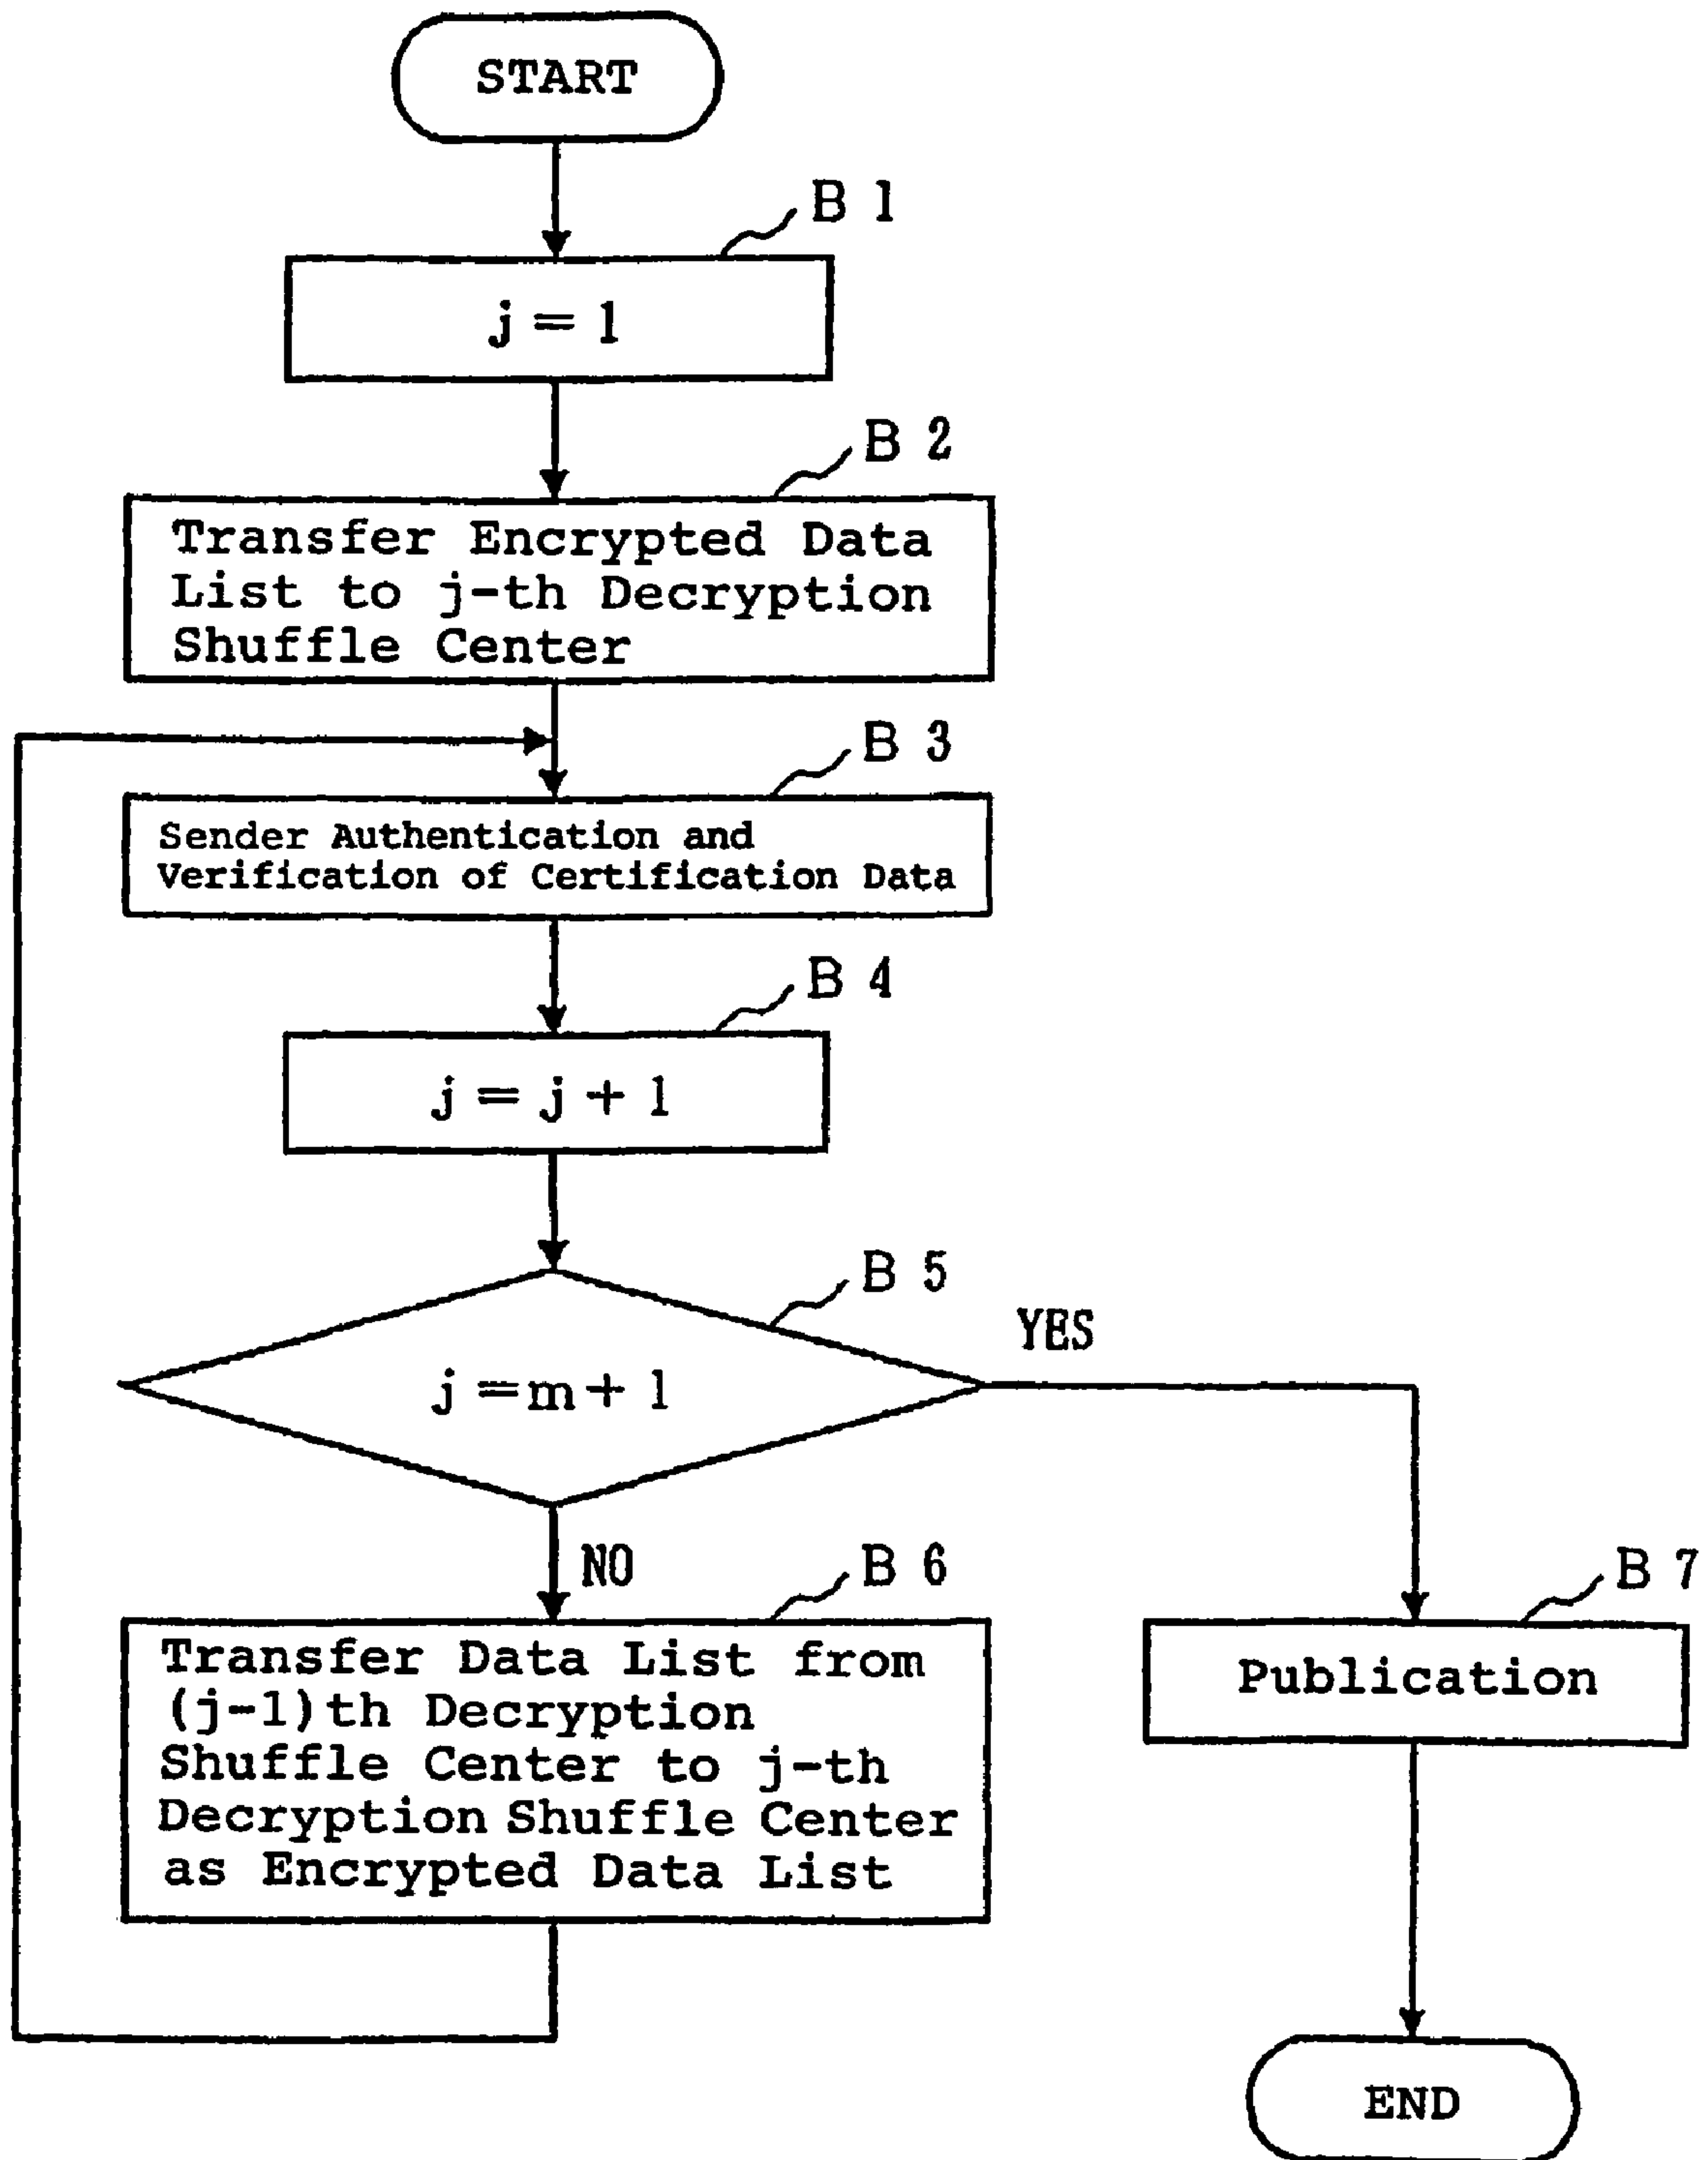 START
B 1
j = 1
B 2
Transfer Encrypted Data
List to j-th Decryption
Shuffle Center
B 3
Sender Authentication and
Verification of Certification Data
B 4
j = j + 1
B 5
YES
j = m + 1
NO
B 6
B 7
Transfer Data List from
(j-1)th Decryption
Shuffle Center to j-th
Decryption Shuffle Center
as Encrypted Data List
Publication
END